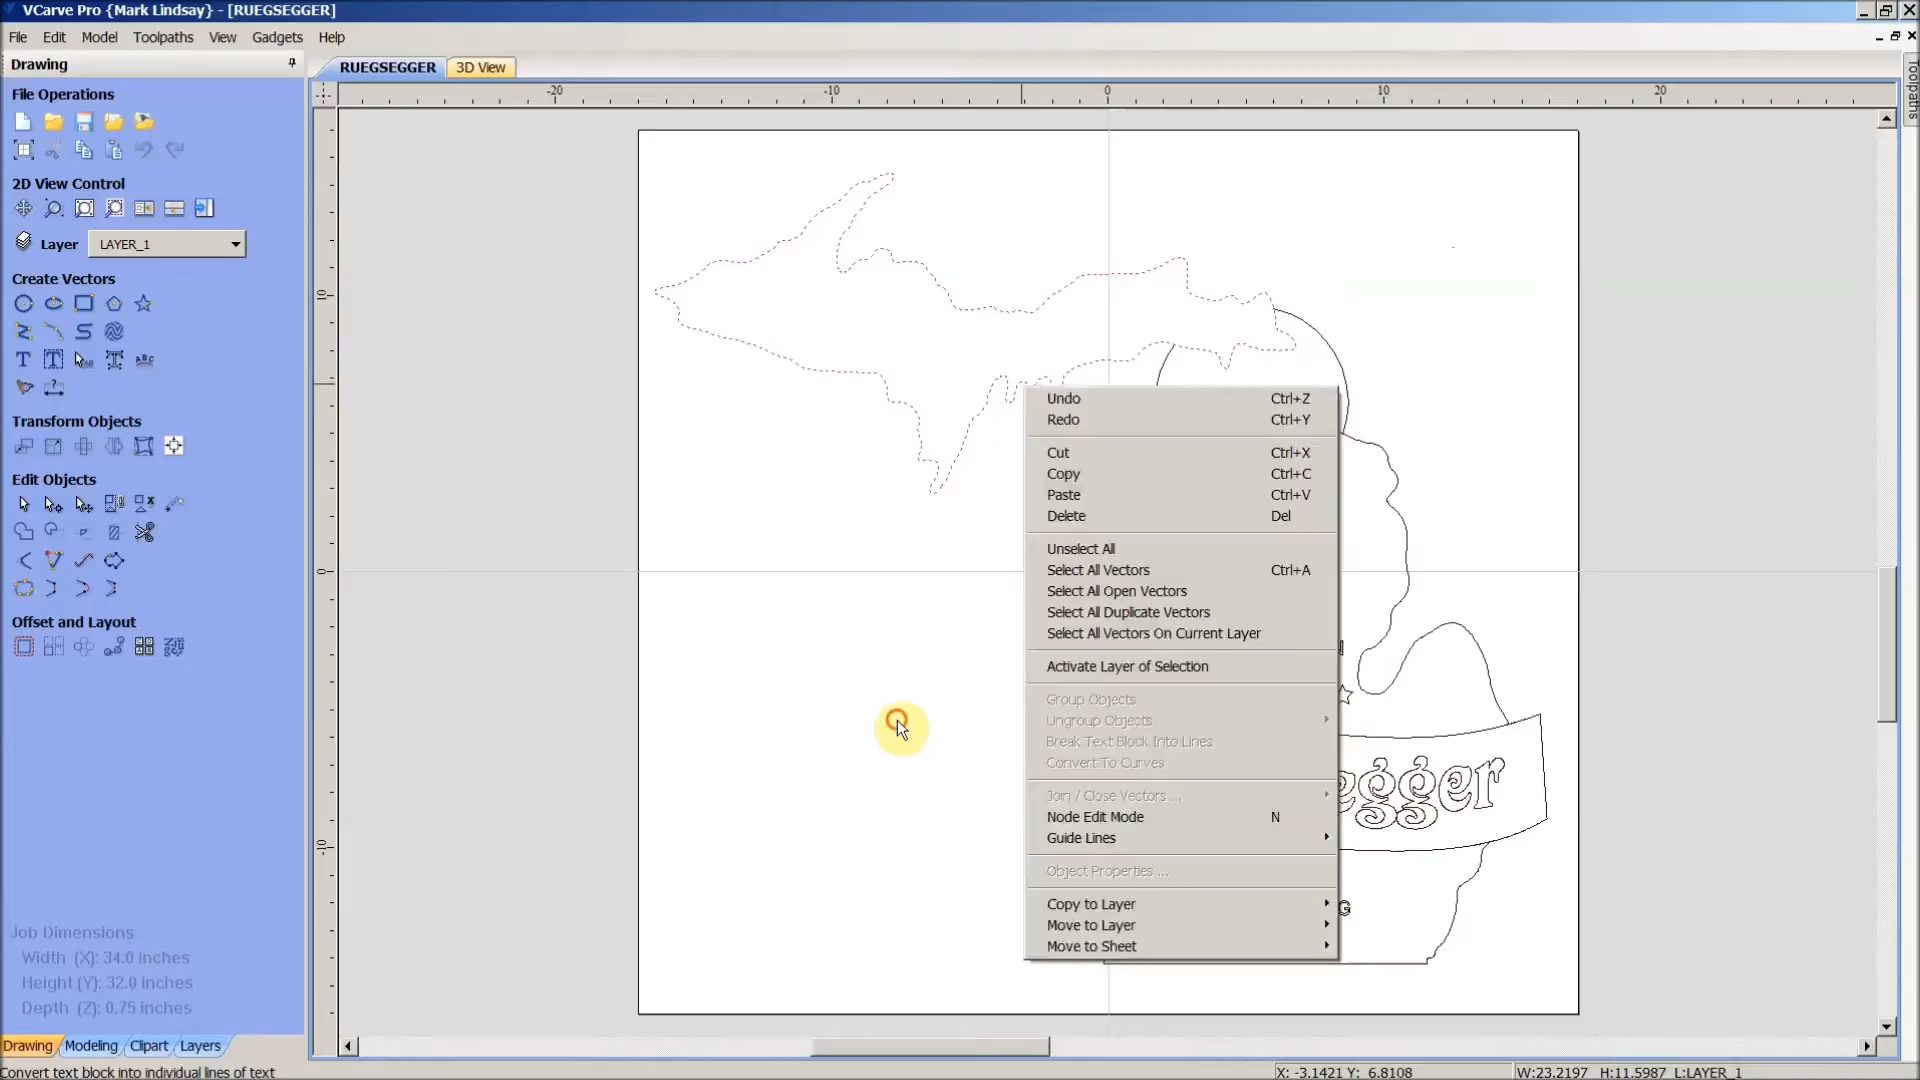 VCarve Pro {Mark Lindsay} - [RUEGSEGGER]
File Edit Model Toolpaths View Gadgets Help
Drawing
RUEGSEGGER
3D View
Toolpaths
File Operations
-20 -10 0 10 20
2D View Control
Layer LAYER_1
Create Vectors
10
0
-10
Transform Objects
Edit Objects
Offset and Layout
Undo Ctrl+Z
Redo Ctrl+Y
Cut Ctrl+X
Copy Ctrl+C
Paste Ctrl+V
Delete Del
Unselect All
Select All Vectors Ctrl+A
Select All Open Vectors
Select All Duplicate Vectors
Select All Vectors On Current Layer
Activate Layer of Selection
Group Objects
Ungroup Objects
Break Text Block Into Lines
Convert To Curves
Join / Close Vectors ...
Node Edit Mode N
Guide Lines
Object Properties ...
Copy to Layer
Move to Layer
Move to Sheet
egger
G
Job Dimensions
Width (X): 34.0 inches
Height (Y): 32.0 inches
Depth (Z): 0.75 inches
Drawing Modeling Clipart Layers
Convert text block into individual lines of text
X: -3.1421 Y: 6.8108
W:23.2197 H:11.5987 L:LAYER_1